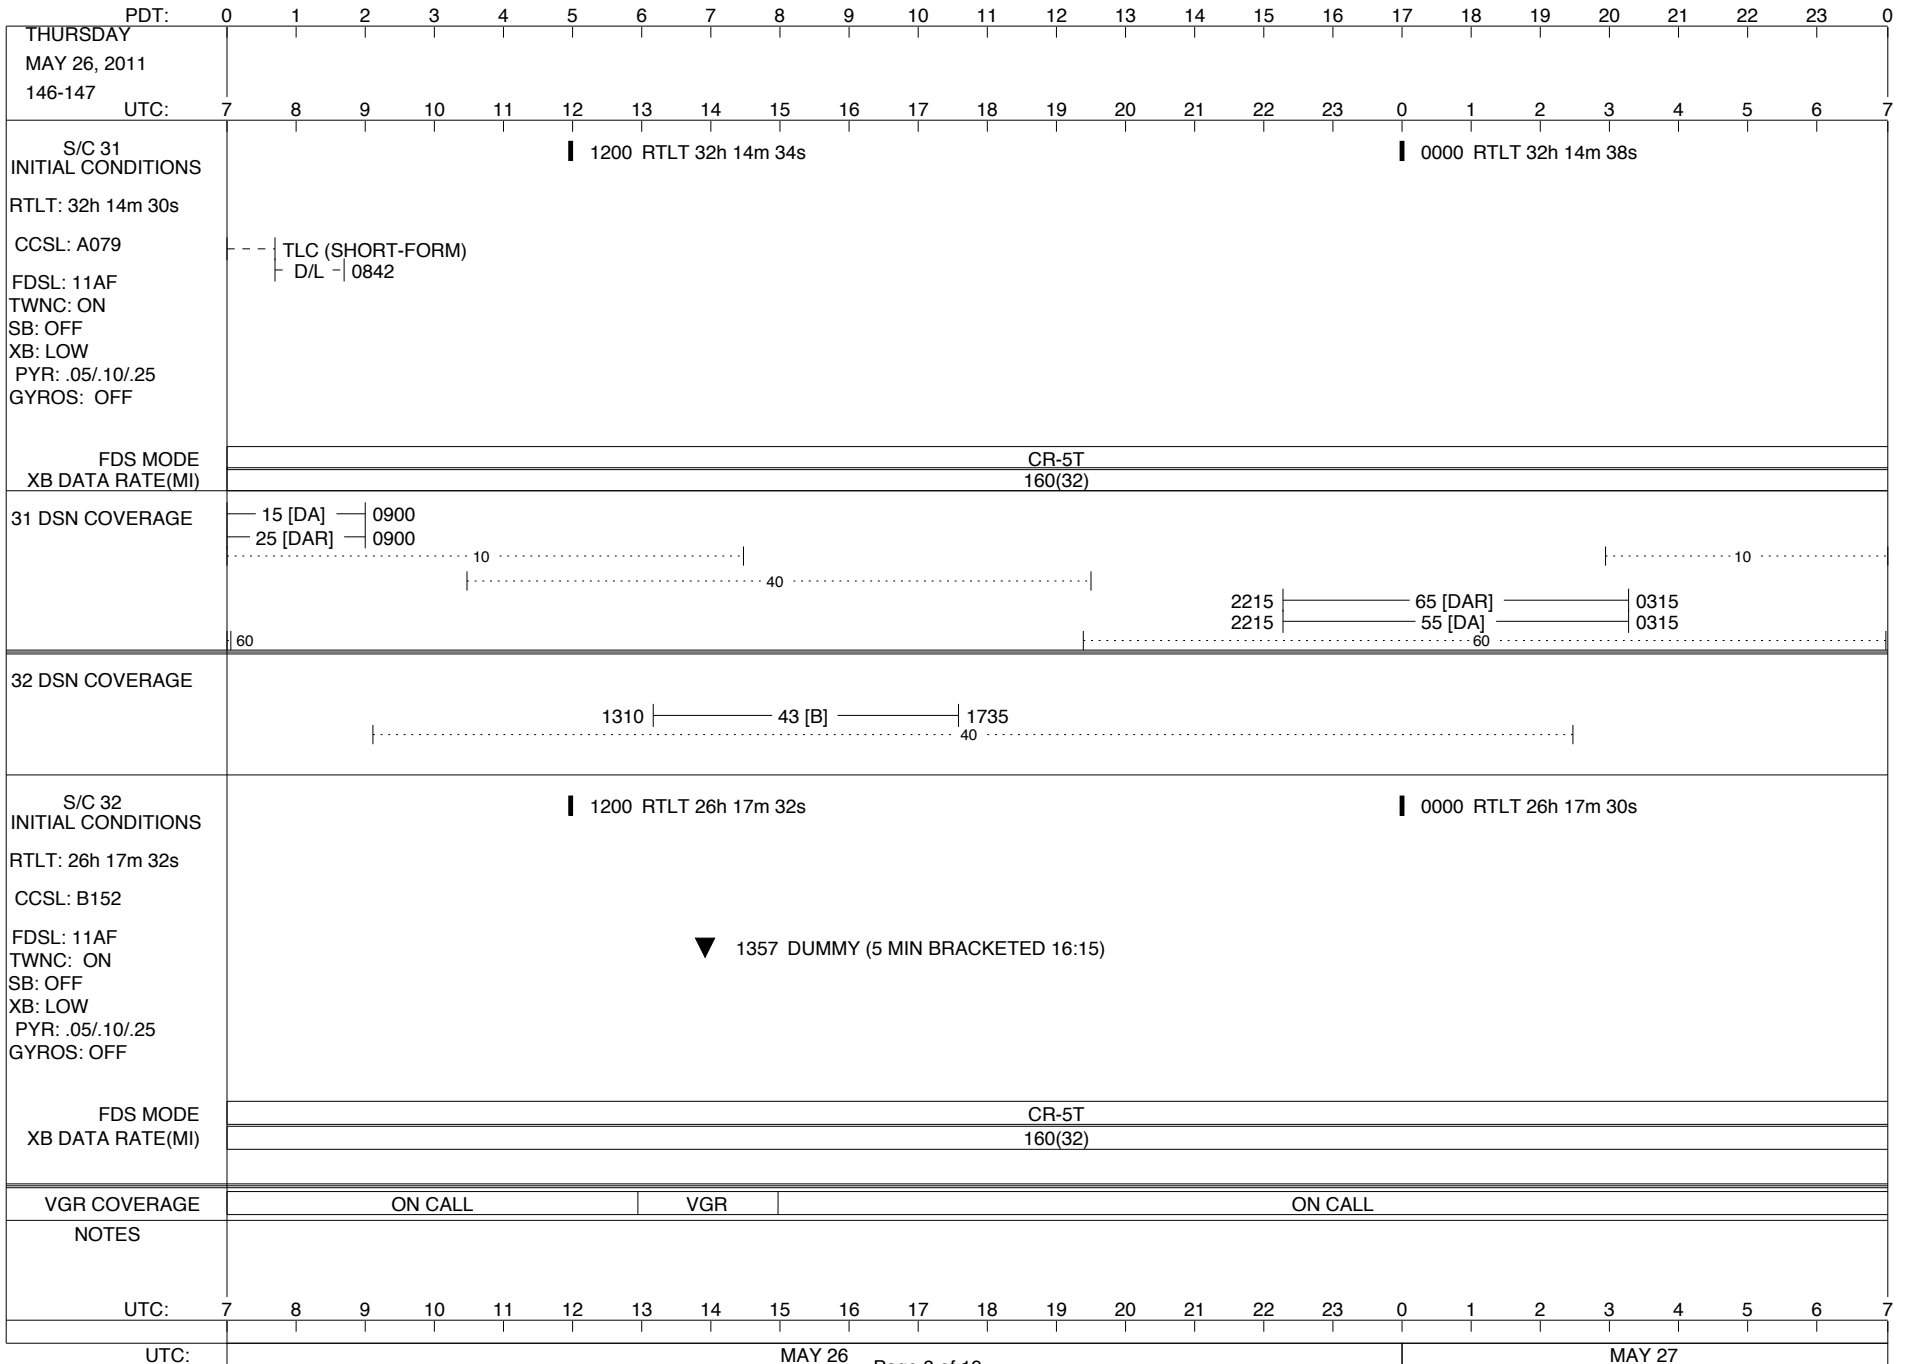 PDT: 0 1 2 3 4 5 6 7 8 9 10 11 12 13 14 15 16 17 18 19 20 21 22 23 0
THURSDAY
MAY 26, 2011
146-147
UTC: 7 8 9 10 11 12 13 14 15 16 17 18 19 20 21 22 23 0 1 2 3 4 5 6 7
S/C 31
INITIAL CONDITIONS
1200 RTLT 32h 14m 34s
0000 RTLT 32h 14m 38s
RTLT: 32h 14m 30s
CCSL: A079
TLC (SHORT-FORM)
D/L 0842
FDSL: 11AF
TWNC: ON
SB: OFF
XB: LOW
PYR: .05/.10/.25
GYROS: OFF
FDS MODE CR-5T
XB DATA RATE(MI) 160(32)
31 DSN COVERAGE
15 [DA] 0900
25 [DAR] 0900
10 10
40
2215 65 [DAR] 0315
2215 55 [DA] 0315
60 60
32 DSN COVERAGE
1310 43 [B] 1735
40
S/C 32
INITIAL CONDITIONS
1200 RTLT 26h 17m 32s
0000 RTLT 26h 17m 30s
RTLT: 26h 17m 32s
CCSL: B152
FDSL: 11AF
1357 DUMMY (5 MIN BRACKETED 16:15)
TWNC: ON
SB: OFF
XB: LOW
PYR: .05/.10/.25
GYROS: OFF
FDS MODE CR-5T
XB DATA RATE(MI) 160(32)
VGR COVERAGE ON CALL VGR ON CALL
NOTES
UTC: 7 8 9 10 11 12 13 14 15 16 17 18 19 20 21 22 23 0 1 2 3 4 5 6 7
UTC: MAY 26 MAY 27